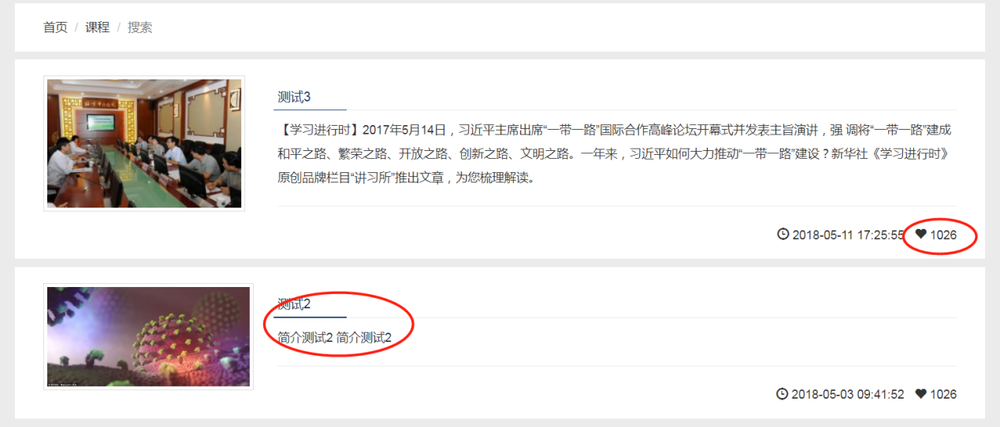 首页 / 课程 / 搜索
测试3
【学习进行时】2017年5月14日，习近平主席出席“一带一路”国际合作高峰论坛开幕式并发表主旨演讲，强 调将“一带一路”建成
和平之路、繁荣之路、开放之路、创新之路、文明之路。一年来，习近平如何大力推动“一带一路”建设？新华社《学习进行时》
原创品牌栏目“讲习所”推出文章，为您梳理解读。
2018-05-11 17:25:55 1026
测试2
简介测试2 简介测试2
2018-05-03 09:41:52 1026